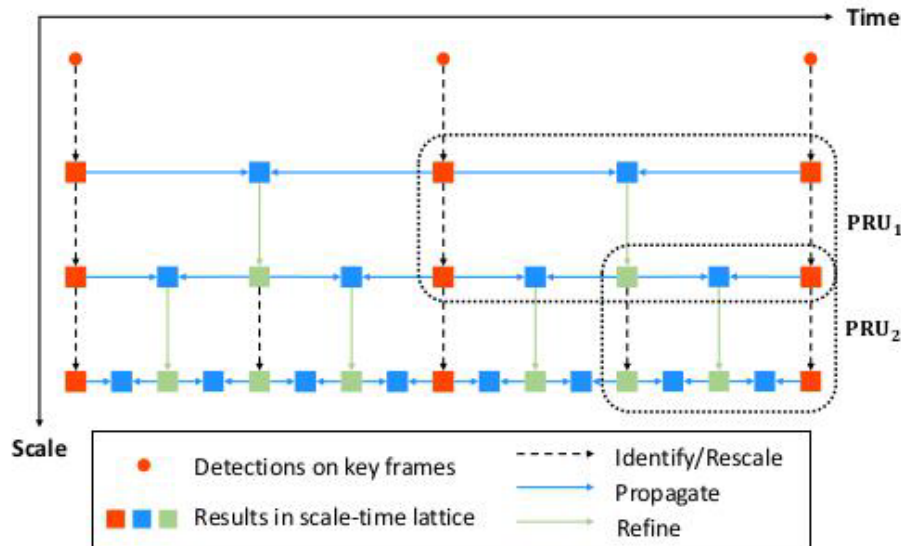 Time
PRU1
PRU2
Scale
Detections on key frames
Results in scale-time lattice
Identify/Rescale
Propagate
Refine